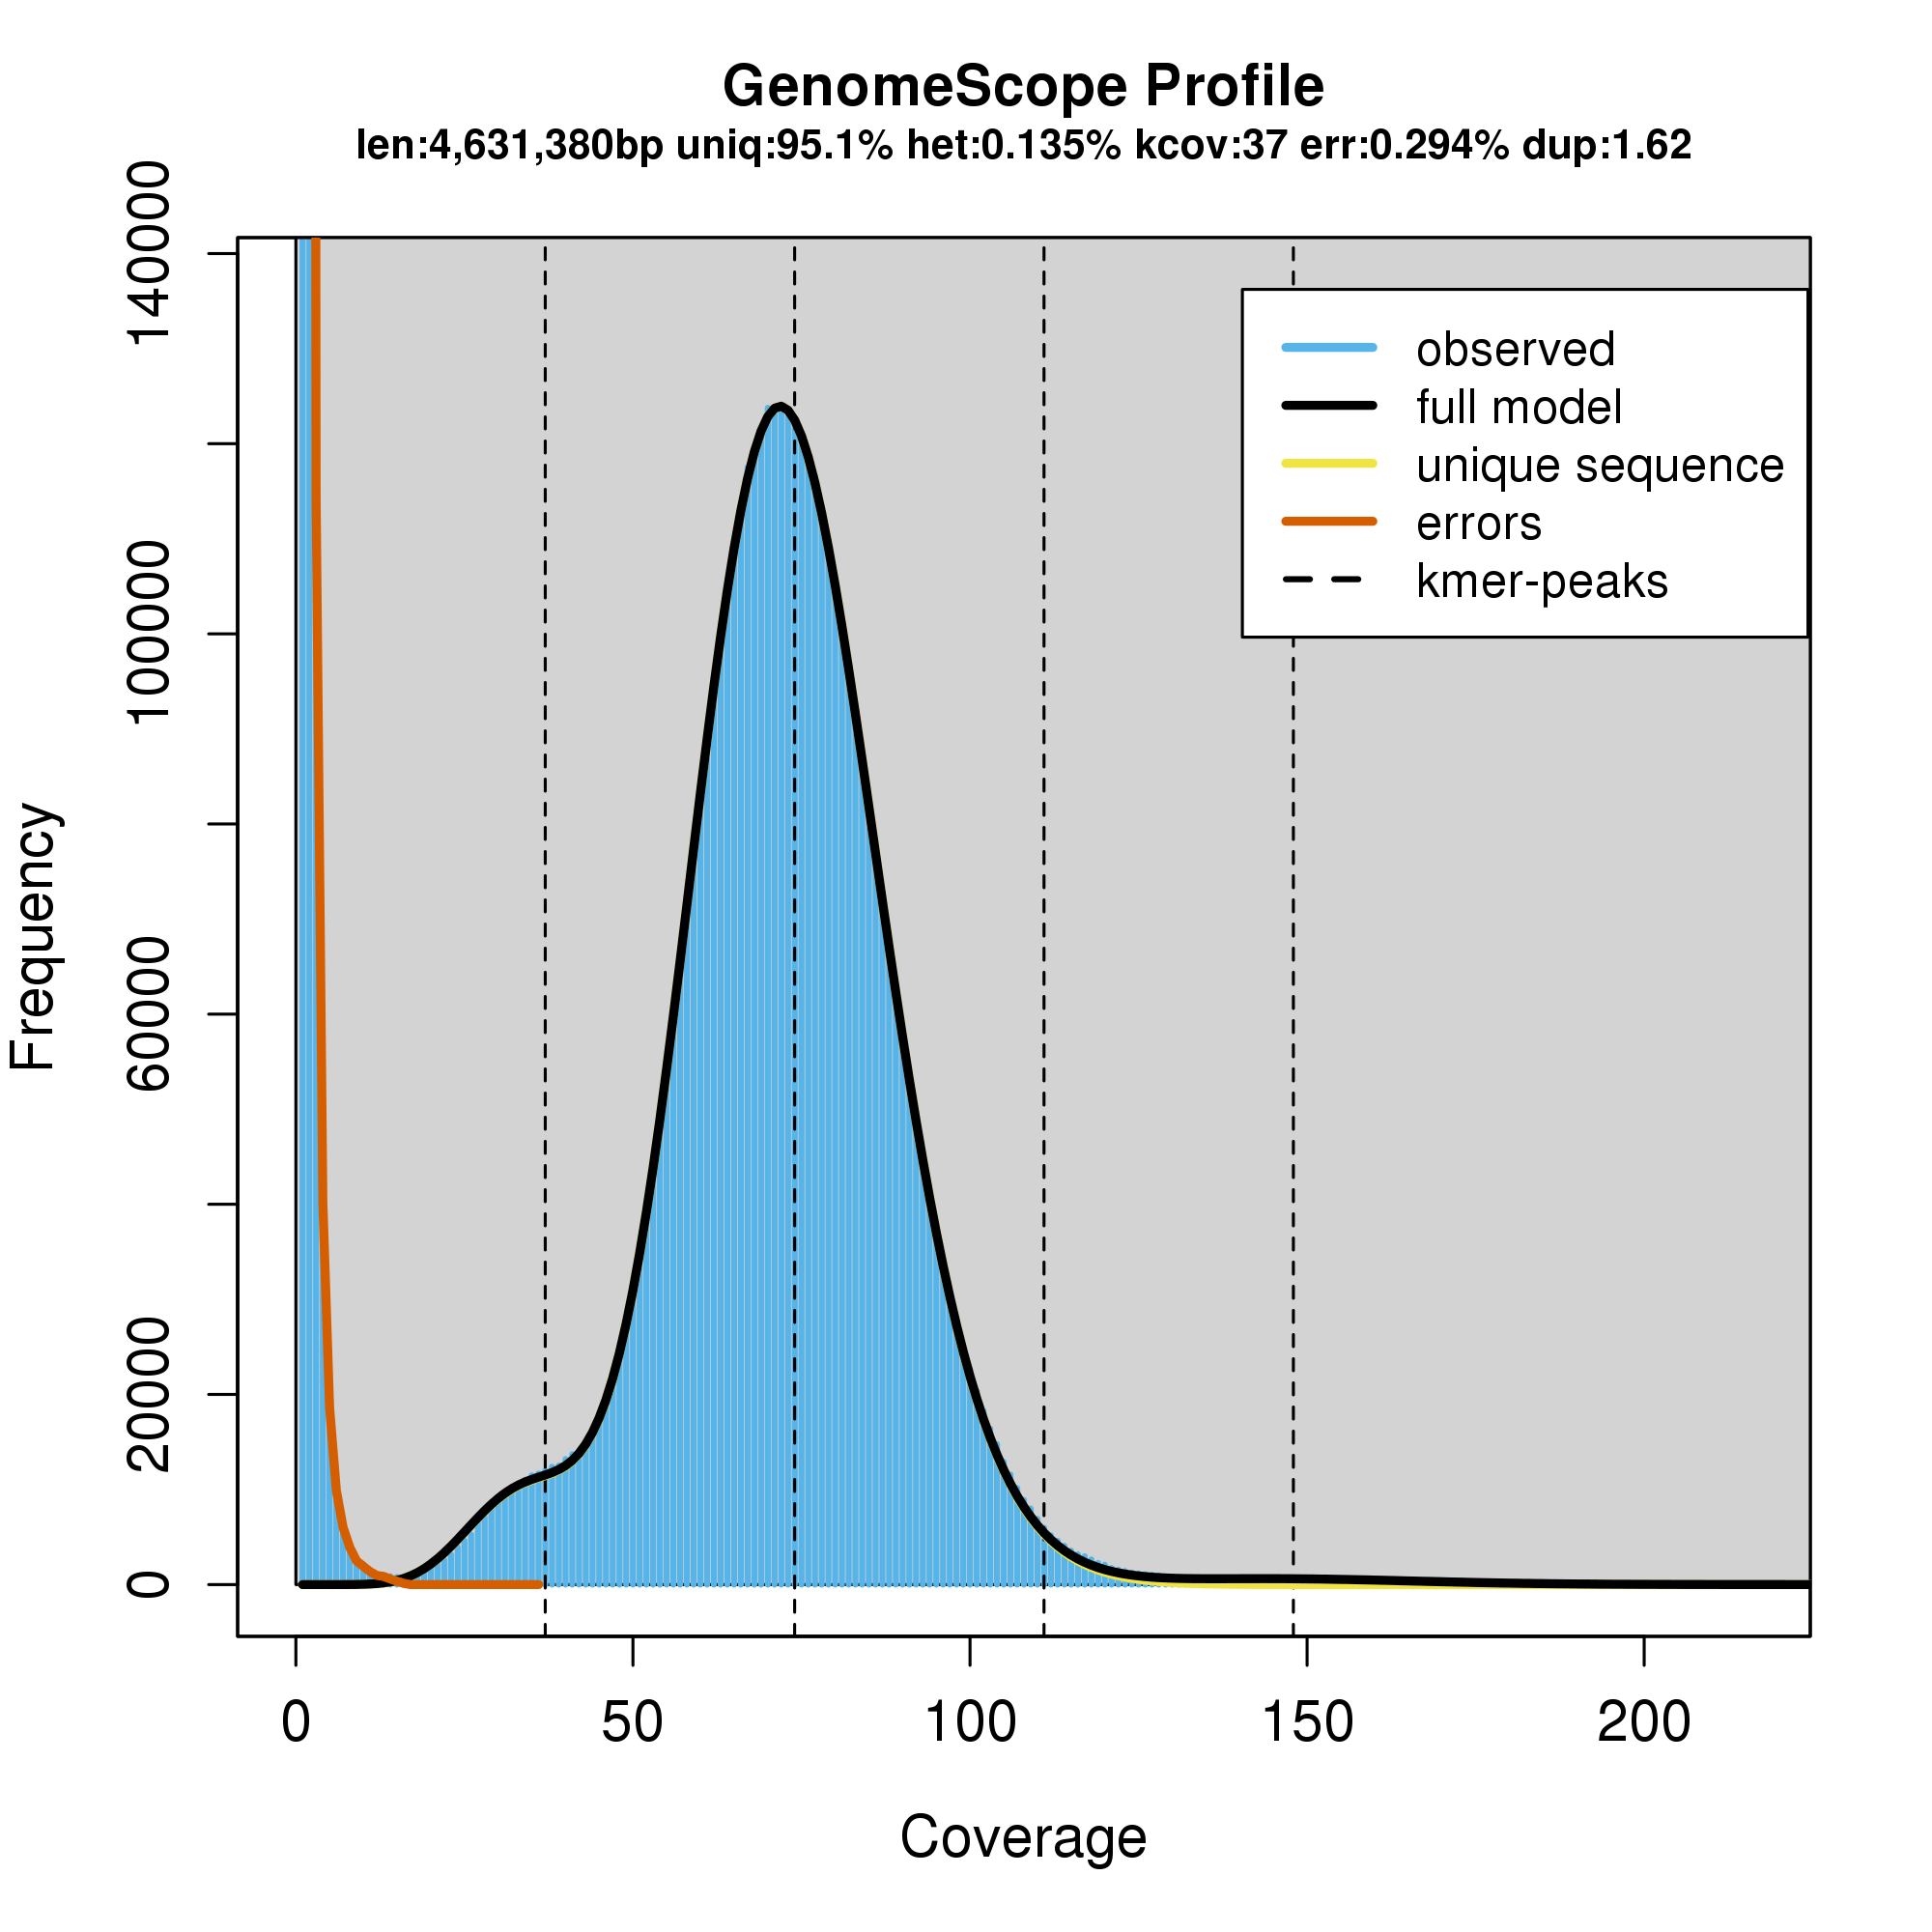 GenomeScope Profile
len:4,631,380bp uniq:95.1% het:0.135% kcov:37 err:0.294% dup:1.62
140000
100000
60000
20000
0
Frequency
observed
full model
unique sequence
errors
kmer-peaks
0 50 100 150 200
Coverage